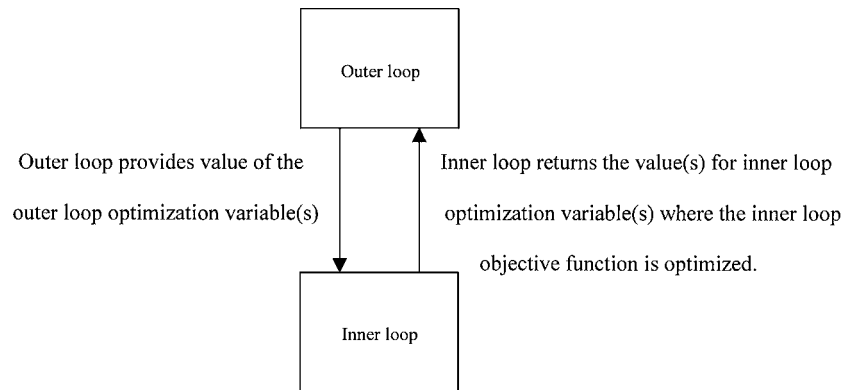 Outer loop
Outer loop provides value of the
outer loop optimization variable(s)
Inner loop returns the value(s) for inner loop
optimization variable(s) where the inner loop
objective function is optimized.
Inner loop